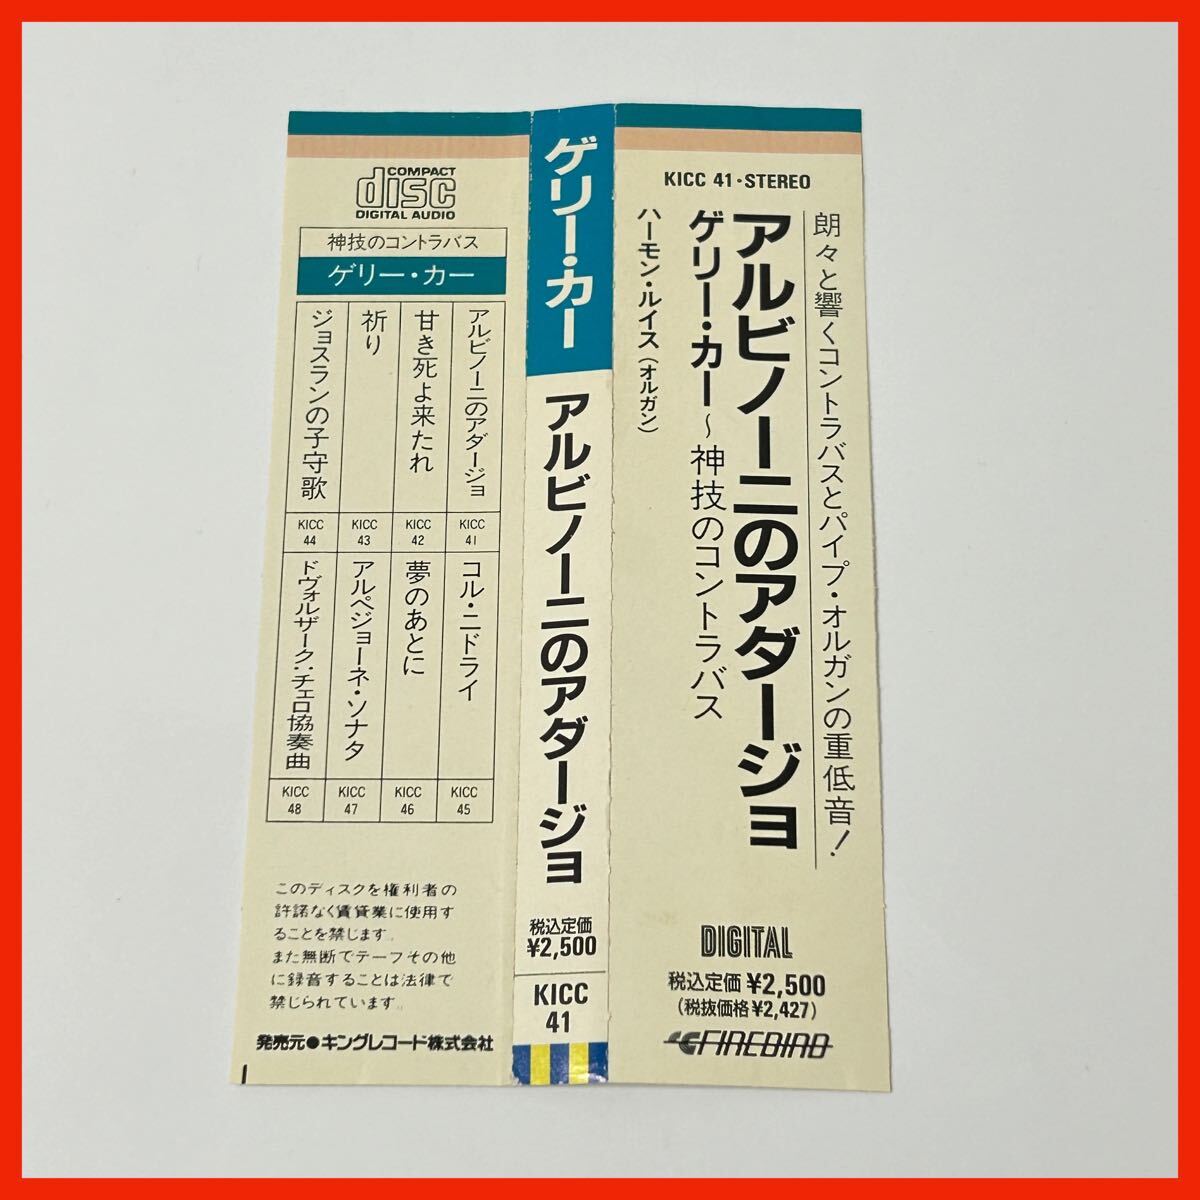 KICC 41・STEREO
朗々と響くコントラバスとパイプ・オルガンの重低音!
アルビノーニのアダージョ
ゲリー・カー〜神技のコントラバス
ハーモン・ルイス(オルガン)
DIGITAL
税込定価¥2,500
(税抜価格¥2,427)
FIREBIRD
ゲリー・カー
アルビノーニのアダージョ
税込定価
¥2,500
KICC
41
COMPACT
disc
DIGITAL AUDIO
神技のコントラバス
ゲリー・カー
アルビノーニのアダージョ
KICC
41
甘き死よ来たれ
KICC
42
祈り
KICC
43
ジョスランの子守歌
KICC
44
コル・ニドライ
KICC
45
夢のあとに
KICC
46
アルペジョーネ・ソナタ
KICC
47
ドヴォルザーク:チェロ協奏曲
KICC
48
このディスクを権利者の
許諾なく賃貸業に使用す
ることを禁じます。
また無断でテープその他
に録音することは法律で
禁じられています。
発売元●キングレコード株式会社